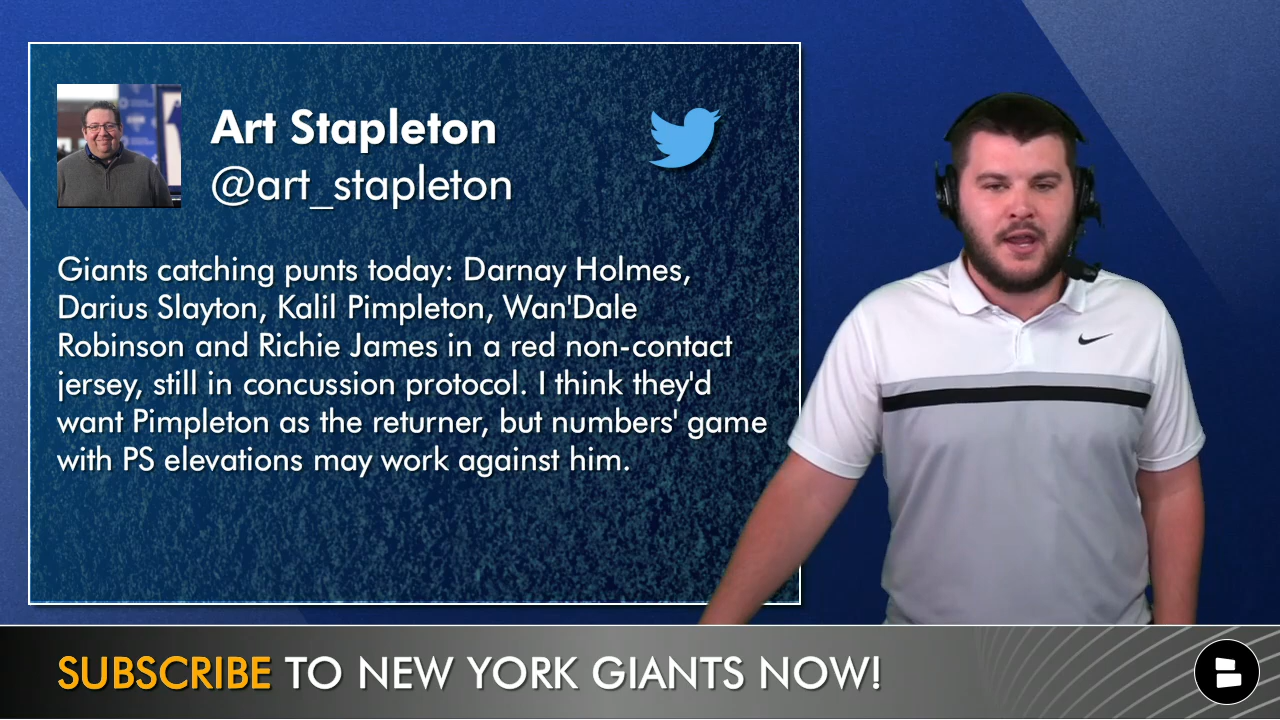 Art Stapleton
@art_stapleton
Giants catching punts today: Darnay Holmes,
Darius Slayton, Kalil Pimpleton, Wan'Dale
Robinson and Richie James in a red non-contact
jersey, still in concussion protocol. I think they'd
want Pimpleton as the returner, but numbers' game
with PS elevations may work against him.
SUBSCRIBE TO NEW YORK GIANTS NOW!